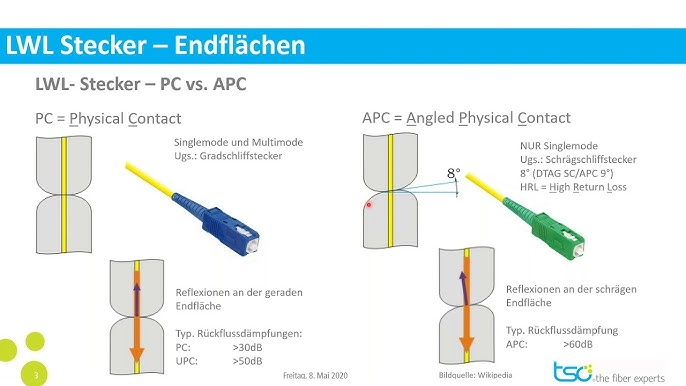 LWL Stecker – Endflächen
LWL- Stecker – PC vs. APC
PC = Physical Contact
Singlemode und Multimode
Ugs.: Gradschliffstecker
Reflexionen an der geraden
Endfläche
Typ. Rückflussdämpfungen:
PC: >30dB
UPC: >50dB
APC = Angled Physical Contact
8°
NUR Singlemode
Ugs.: Schrägschliffstecker
8° (DTAG SC/APC 9°)
HRL = High Return Loss
Reflexionen an der schrägen
Endfläche
Typ. Rückflussdämpfung
APC: >60dB
3
Freitag, 8. Mai 2020
Bildquelle: Wikipedia
tso the fiber experts